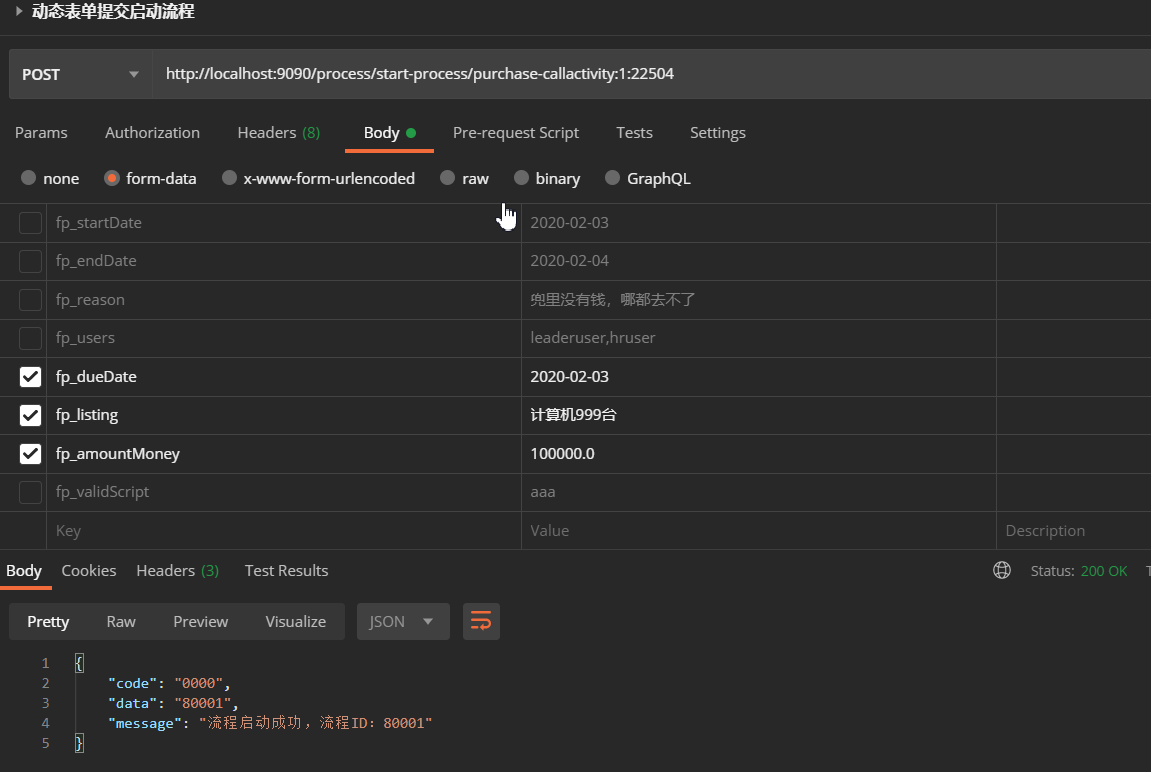 动态表单提交启动流程
POST http://localhost:9090/process/start-process/purchase-callactivity:1:22504
Params Authorization Headers (8) Body Pre-request Script Tests Settings
none form-data x-www-form-urlencoded raw binary GraphQL
fp_startDate 2020-02-03
fp_endDate 2020-02-04
fp_reason 兜里没有钱，哪都去不了
fp_users leaderuser,hruser
fp_dueDate 2020-02-03
fp_listing 计算机999台
fp_amountMoney 100000.0
fp_validScript aaa
Key Value Description
Body Cookies Headers (3) Test Results Status: 200 OK T
Pretty Raw Preview Visualize JSON
1 {
2 "code": "0000",
3 "data": "80001",
4 "message": "流程启动成功，流程ID：80001"
5 }